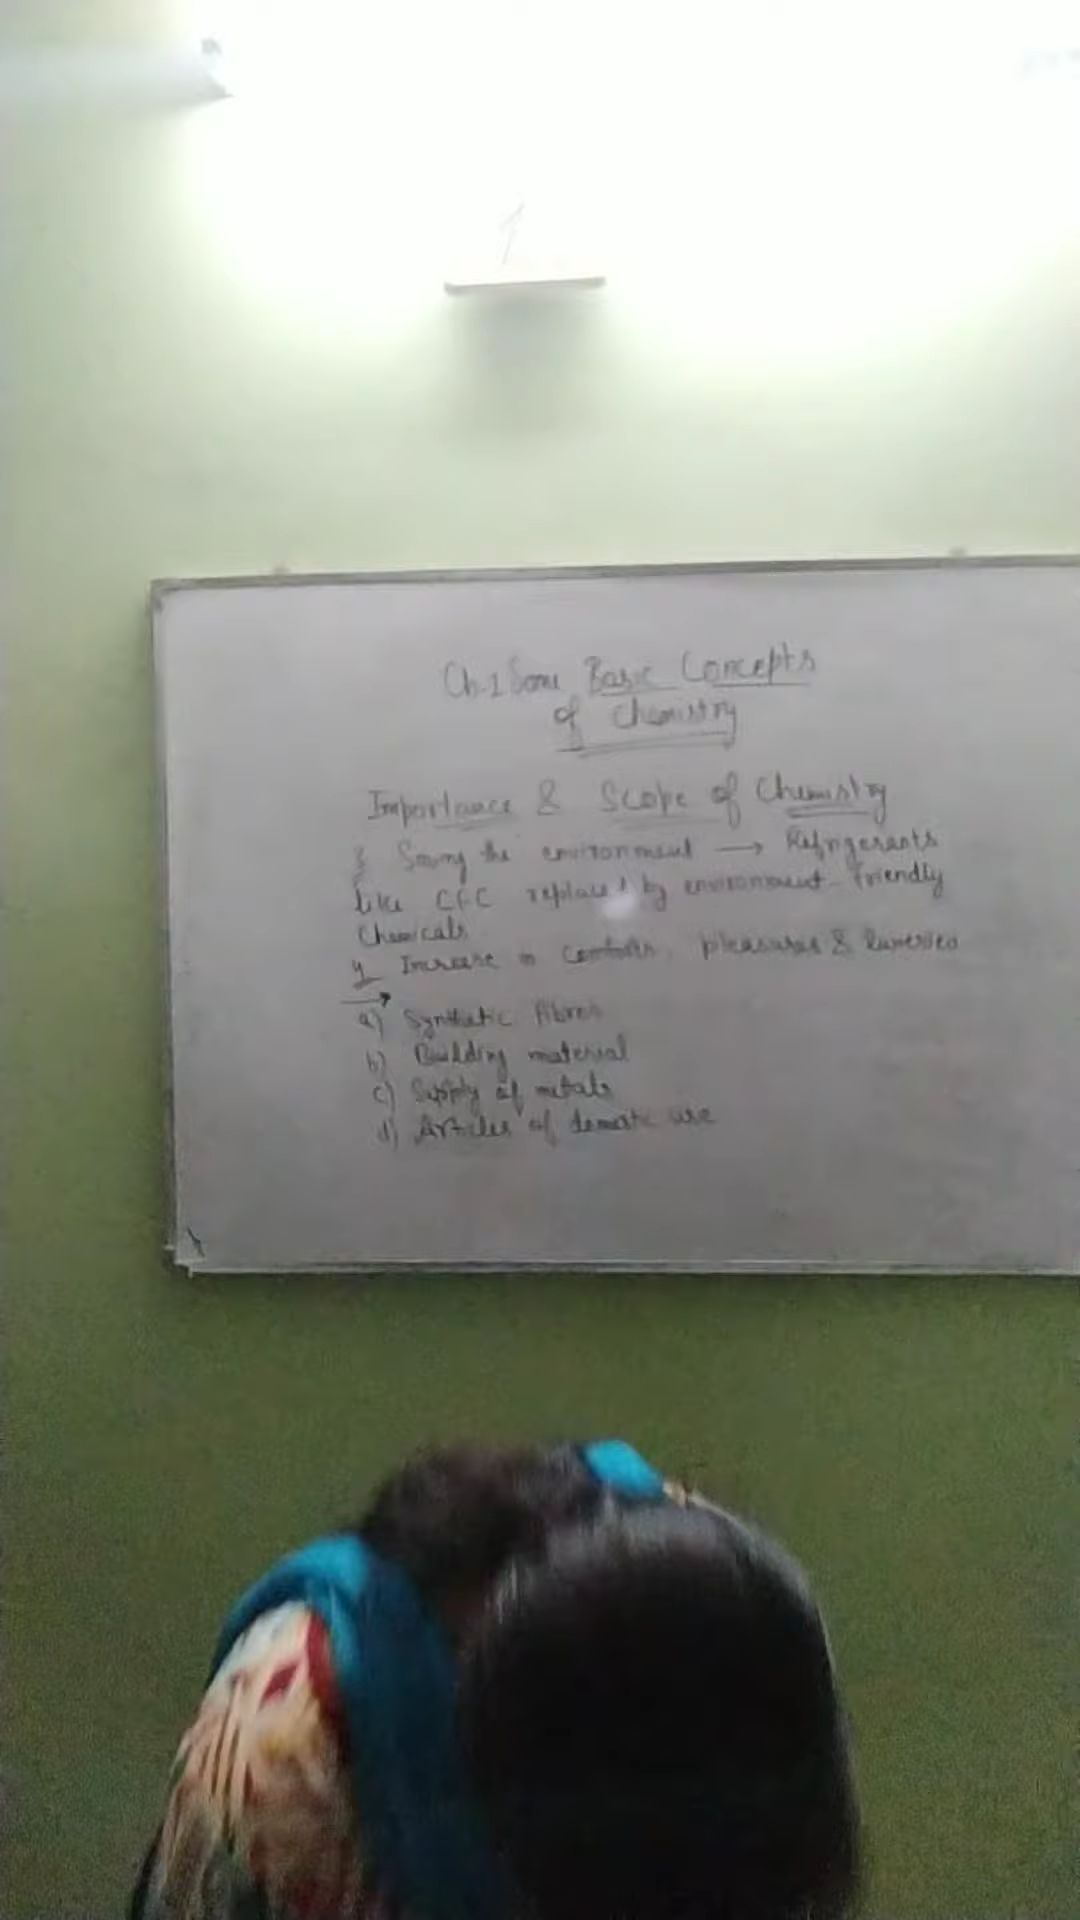 Ch-1 Some Basic Concepts
of Chemistry
Importance & Scope of Chemistry
3 Saving the environment → Refrigerants
like CFC replaced by environment-friendly
Chemicals
4 Increase in comforts, pleasures & luxuries
→
a) Synthetic fibres
b) Building material
c) Supply of metals
d) Articles of domestic use